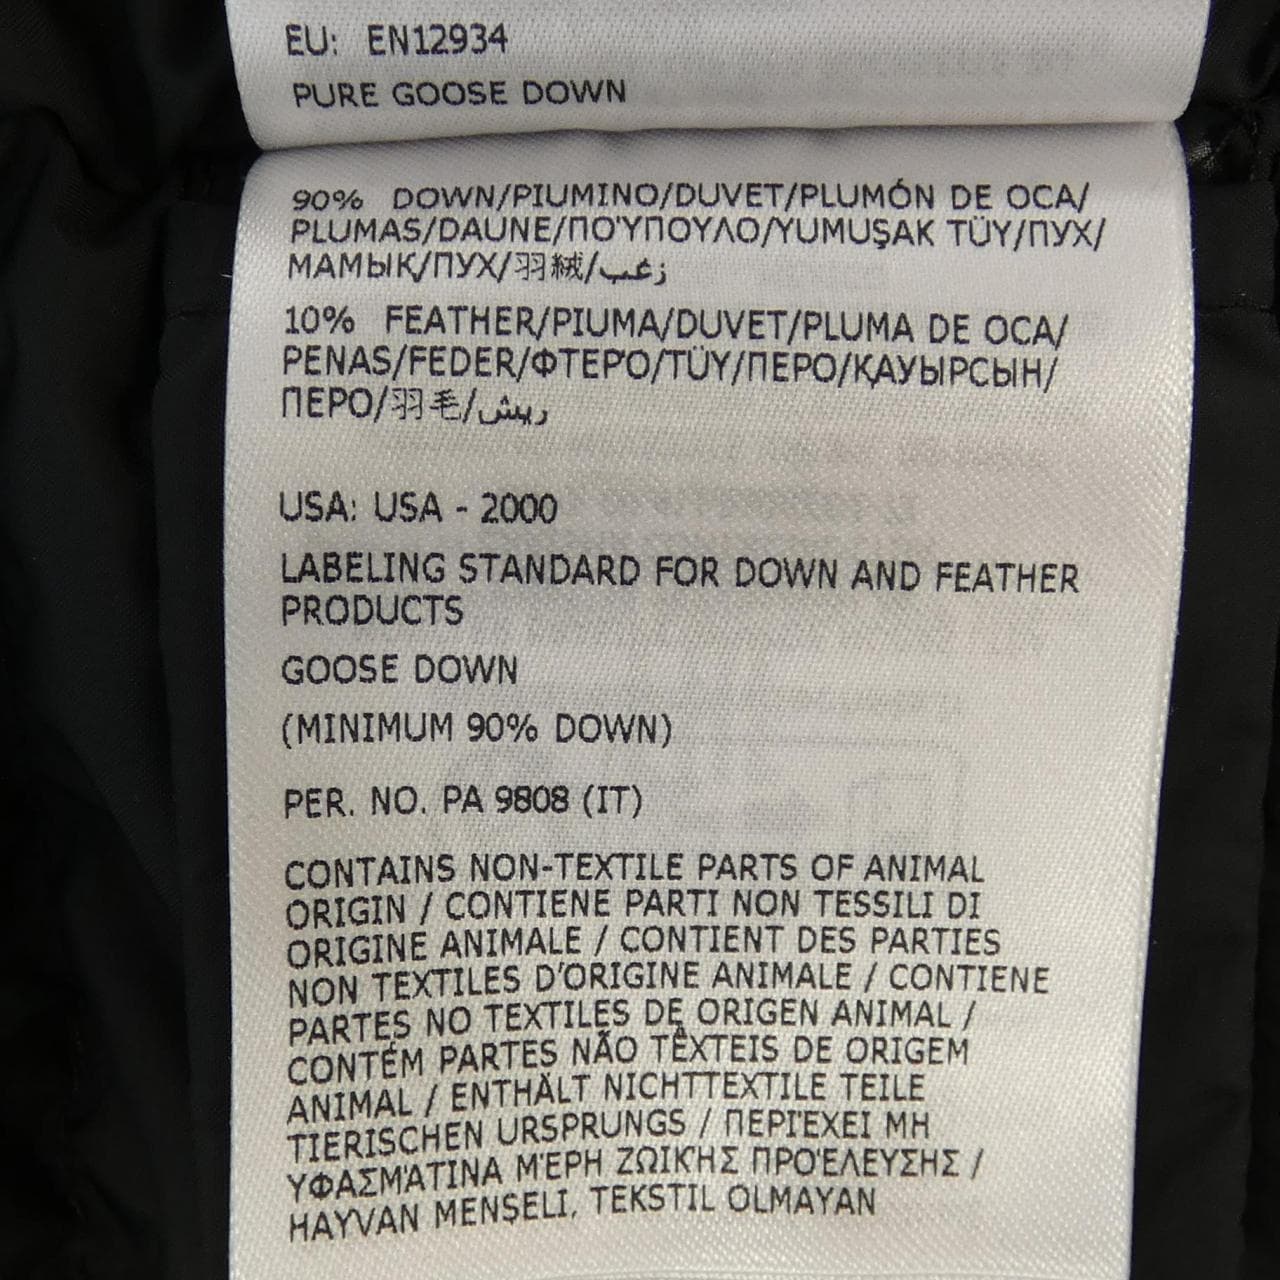 EU: EN12934
PURE GOOSE DOWN
90% DOWN/PIUMINO/DUVET/PLUMÓN DE OCA/
PLUMAS/DAUNE/ΠΟΎΠΟΥΛΟ/YUMUŞAK TÜY/ПУХ/
МАМЫҚ/ПУХ/羽絨/زغب
10% FEATHER/PIUMA/DUVET/PLUMA DE OCA/
PENAS/FEDER/ΦΤΕΡΌ/TÜY/ПЕРО/ҚАУЫРСЫН/
ПЕРО/羽毛/ريش
USA: USA - 2000
LABELING STANDARD FOR DOWN AND FEATHER
PRODUCTS
GOOSE DOWN
(MINIMUM 90% DOWN)
PER. NO. PA 9808 (IT)
CONTAINS NON-TEXTILE PARTS OF ANIMAL
ORIGIN / CONTIENE PARTI NON TESSILI DI
ORIGINE ANIMALE / CONTIENT DES PARTIES
NON TEXTILES D'ORIGINE ANIMALE / CONTIENE
PARTES NO TEXTILES DE ORIGEN ANIMAL /
CONTÉM PARTES NÃO TÊXTEIS DE ORIGEM
ANIMAL / ENTHÄLT NICHTTEXTILE TEILE
TIERISCHEN URSPRUNGS / ΠΕΡΙΈΧΕΙ ΜΗ
ΥΦΑΣΜΆΤΙΝΑ ΜΈΡΗ ΖΩΙΚΉΣ ΠΡΟΈΛΕΥΣΗΣ /
HAYVAN MENŞELİ, TEKSTIL OLMAYAN